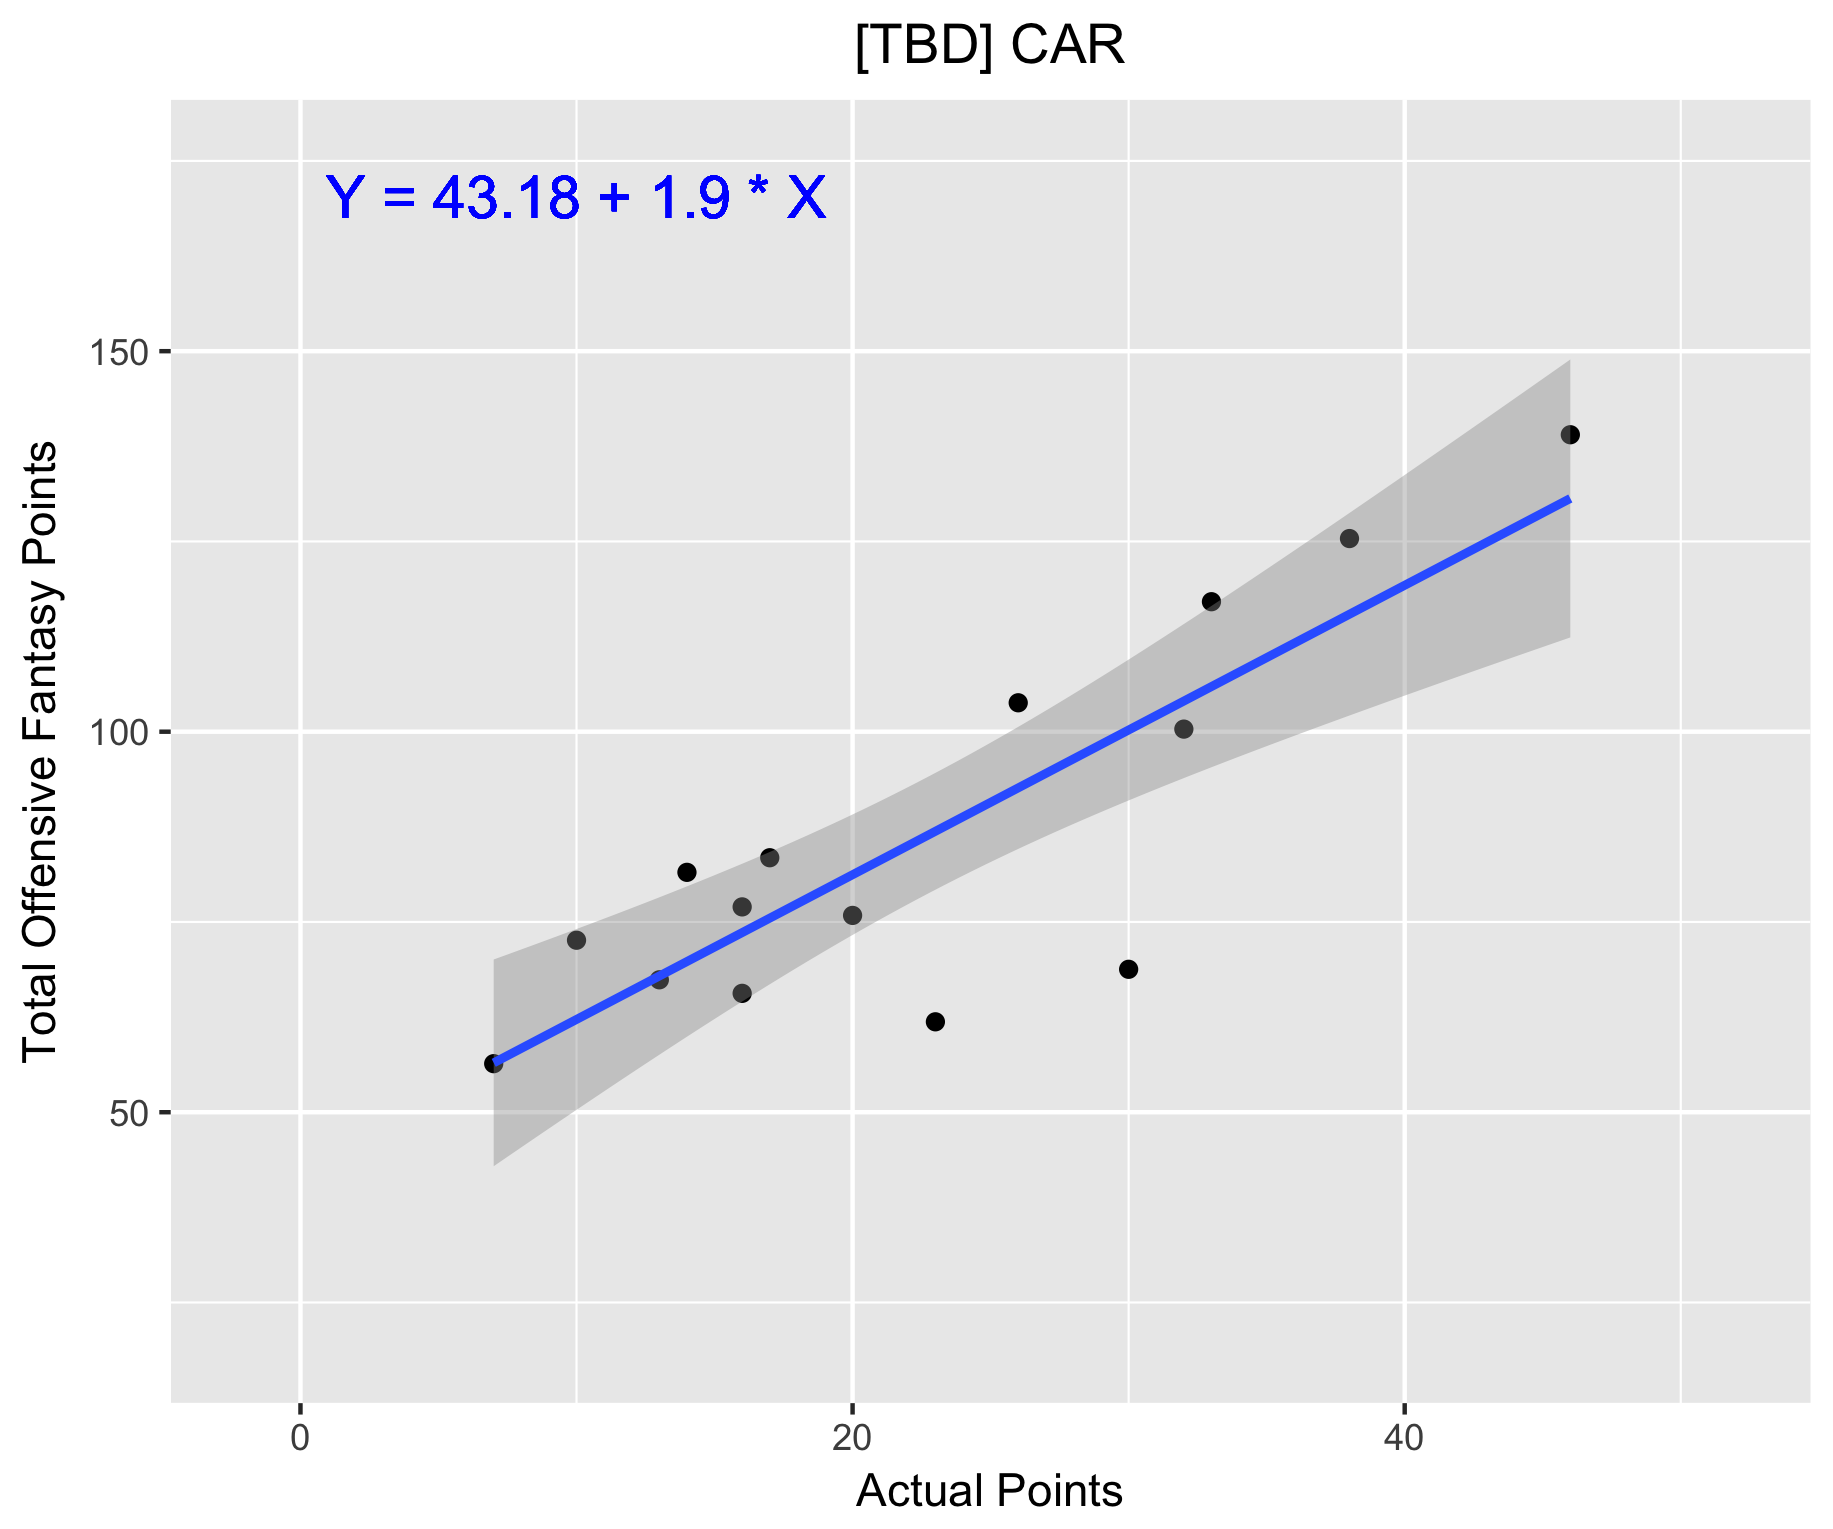 [TBD] CAR
Y = 43.18 + 1.9 * X
150
100
50
Total Offensive Fantasy Points
0 20 40
Actual Points